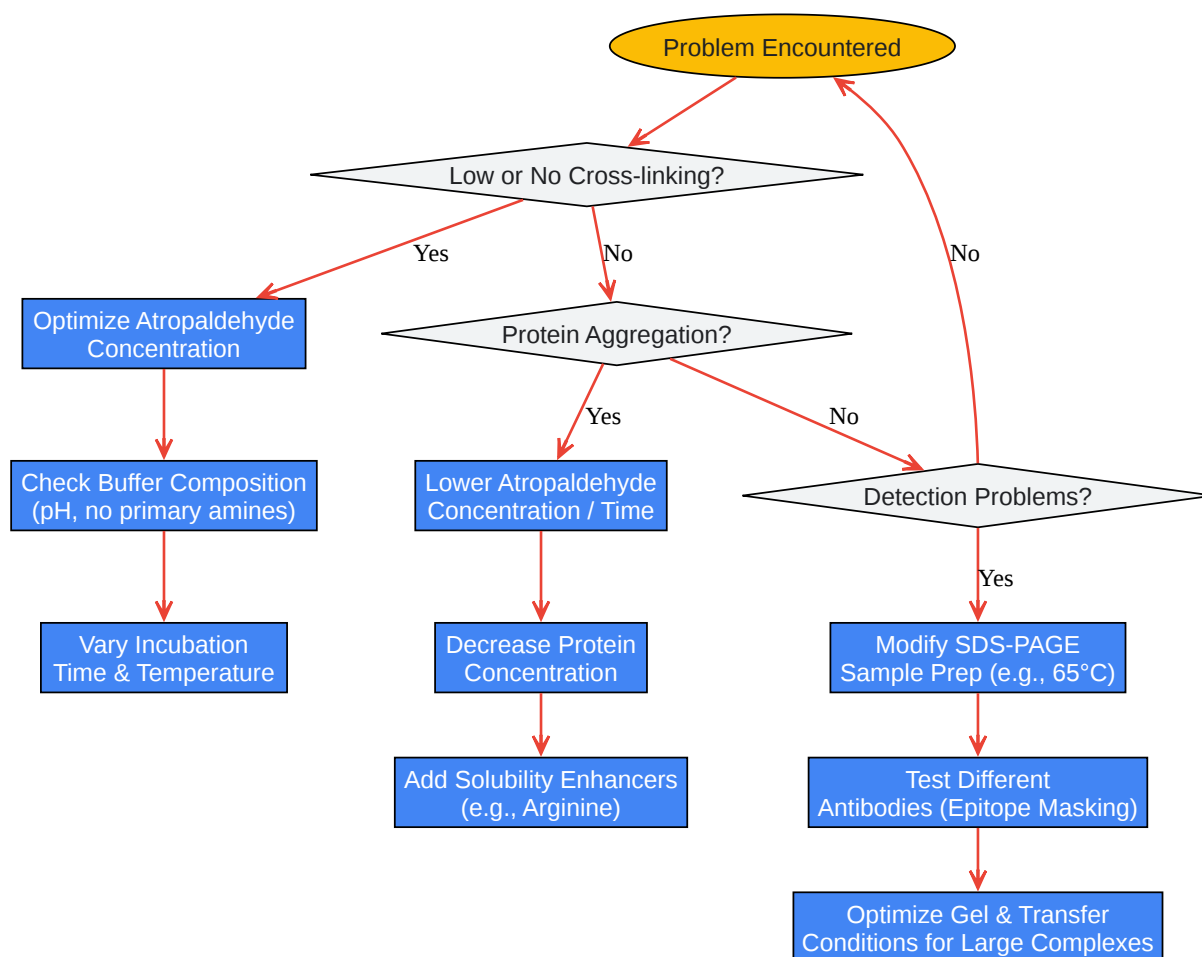 Problem Encountered
Low or No Cross-linking?
Yes
No
No
Optimize Atropaldehyde
Concentration
Protein Aggregation?
Yes
No
Check Buffer Composition
(pH, no primary amines)
Lower Atropaldehyde
Concentration / Time
Detection Problems?
Yes
Vary Incubation
Time & Temperature
Decrease Protein
Concentration
Modify SDS-PAGE
Sample Prep (e.g., 65°C)
Add Solubility Enhancers
(e.g., Arginine)
Test Different
Antibodies (Epitope Masking)
Optimize Gel & Transfer
Conditions for Large Complexes